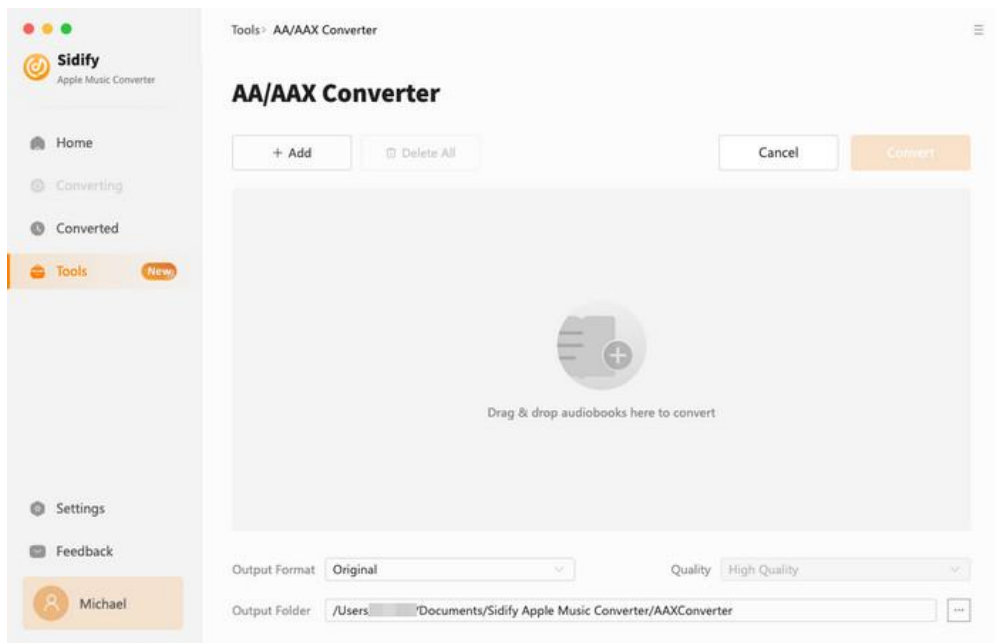 Sidify
Apple Music Converter
Home
Converting
Converted
Tools
New
Settings
Feedback
Michael
Tools> AA/AAX Converter
AA/AAX Converter
+ Add
Delete All
Cancel
Convert
Drag & drop audiobooks here to convert
Output Format Original
Quality High Quality
Output Folder /Users /Documents/Sidify Apple Music Converter/AAXConverter
...